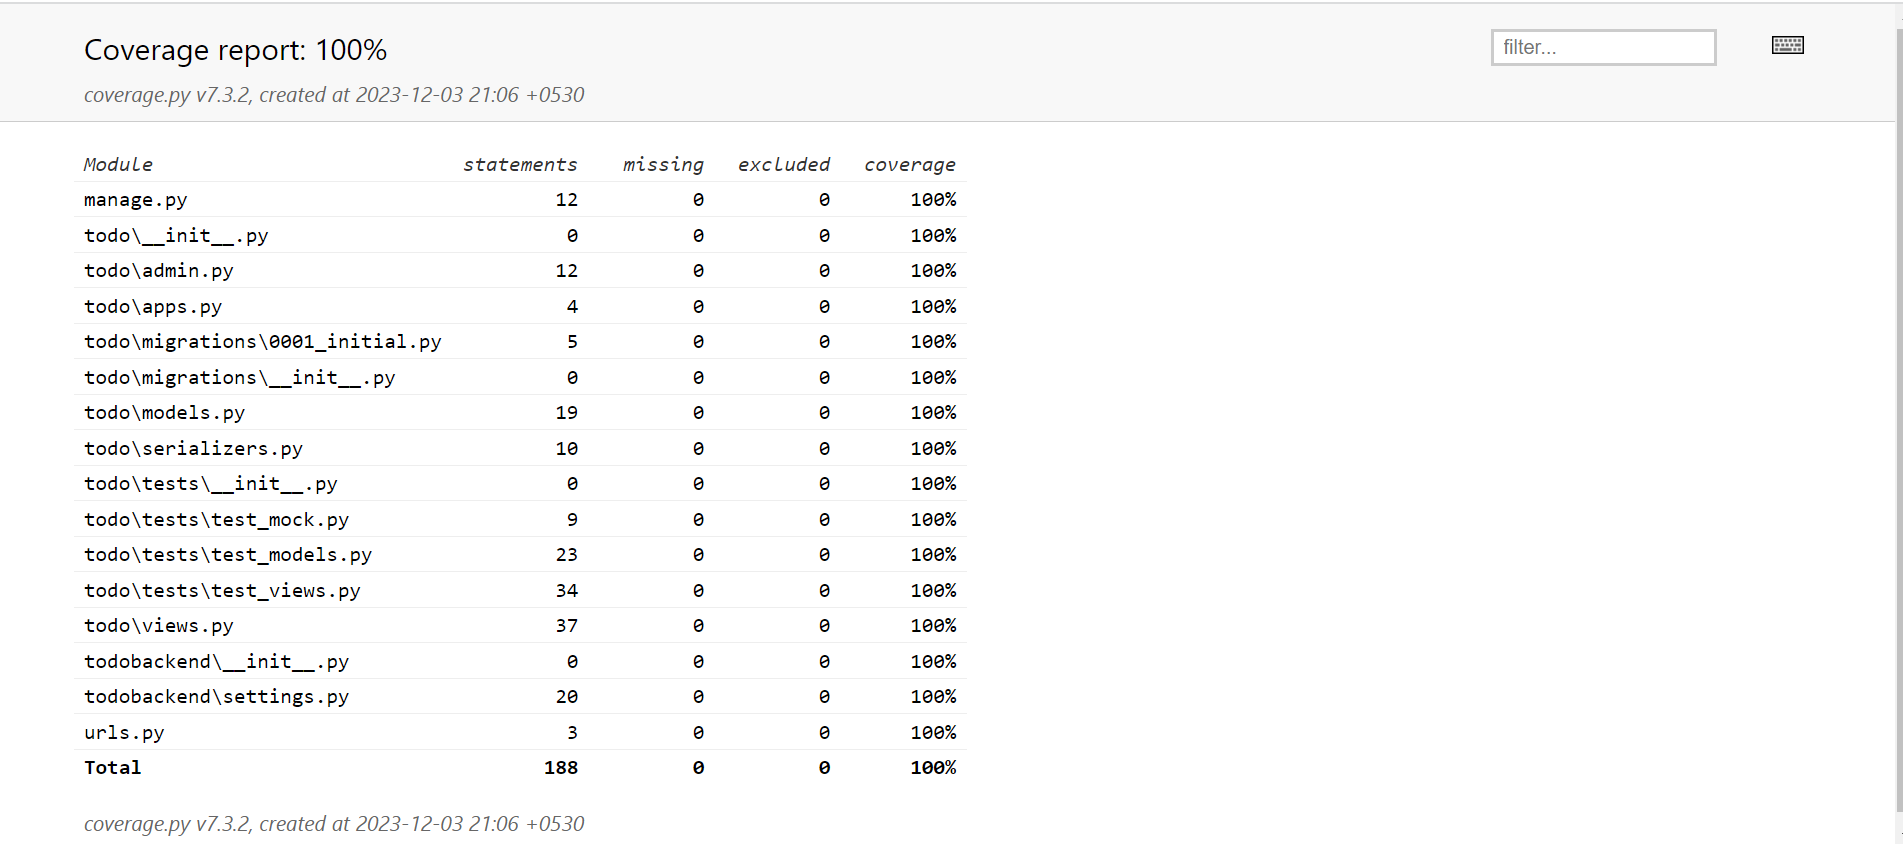 Coverage report: 100%
filter...
coverage.py v7.3.2, created at 2023-12-03 21:06 +0530
Module statements missing excluded coverage
manage.py 12 0 0 100%
todo\__init__.py 0 0 0 100%
todo\admin.py 12 0 0 100%
todo\apps.py 4 0 0 100%
todo\migrations\0001_initial.py 5 0 0 100%
todo\migrations\__init__.py 0 0 0 100%
todo\models.py 19 0 0 100%
todo\serializers.py 10 0 0 100%
todo\tests\__init__.py 0 0 0 100%
todo\tests\test_mock.py 9 0 0 100%
todo\tests\test_models.py 23 0 0 100%
todo\tests\test_views.py 34 0 0 100%
todo\views.py 37 0 0 100%
todobackend\__init__.py 0 0 0 100%
todobackend\settings.py 20 0 0 100%
urls.py 3 0 0 100%
Total 188 0 0 100%
coverage.py v7.3.2, created at 2023-12-03 21:06 +0530